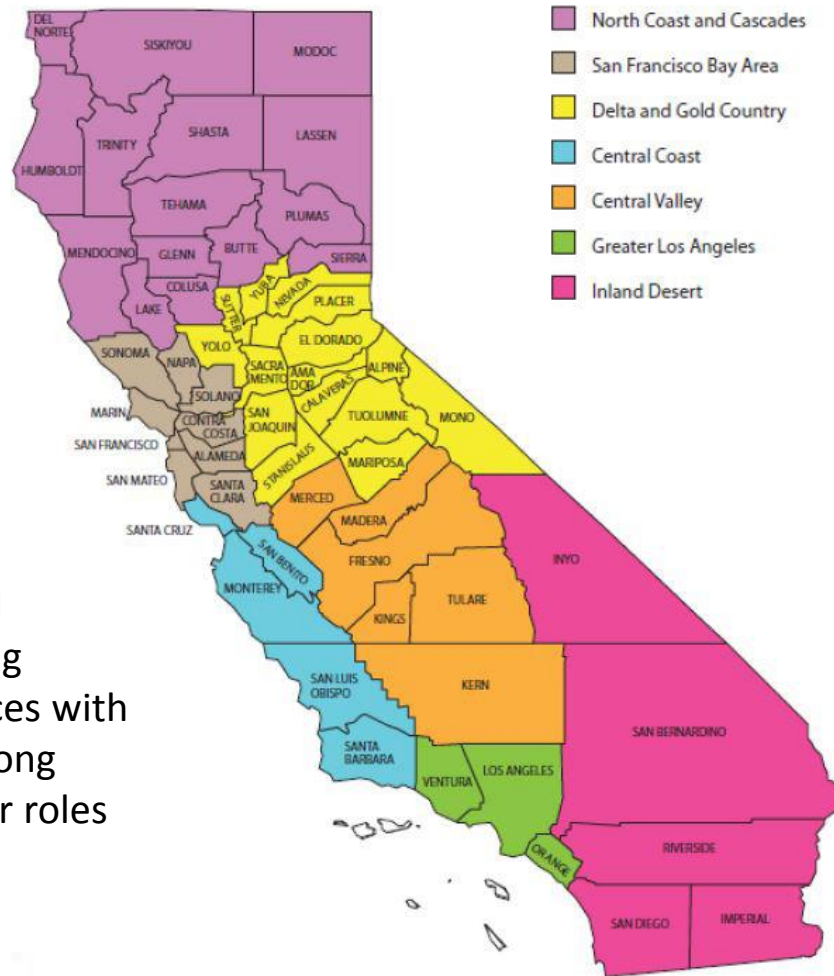 North Coast and Cascades
San Francisco Bay Area
Delta and Gold Country
Central Coast
Central Valley
Greater Los Angeles
Inland Desert
DEL
NORTE
SISKIYOU
MODOC
HUMBOLDT
TRINITY
SHASTA
LASSEN
TEHAMA
PLUMAS
MENDOCINO
GLENN
BUTTE
SIERRA
LAKE
COLUSA
SUTTER
YUBA
NEVADA
PLACER
SONOMA
NAPA
YOLO
SACRA
MENTO
EL DORADO
AMA
DOR
ALPINE
SOLANO
CALAVERAS
MARIN
CONTRA
COSTA
SAN
JOAQUIN
TUOLUMNE
MONO
SAN FRANCISCO
ALAMEDA
STANISLAUS
MARIPOSA
SAN MATEO
SANTA
CLARA
MERCED
MADERA
SANTA CRUZ
SAN BENITO
FRESNO
INYO
MONTEREY
KINGS
TULARE
g
ces with
ong
r roles
SAN LUIS
OBISPO
KERN
SAN BERNARDINO
SANTA
BARBARA
VENTURA
LOS ANGELES
ORANGE
RIVERSIDE
SAN DIEGO
IMPERIAL